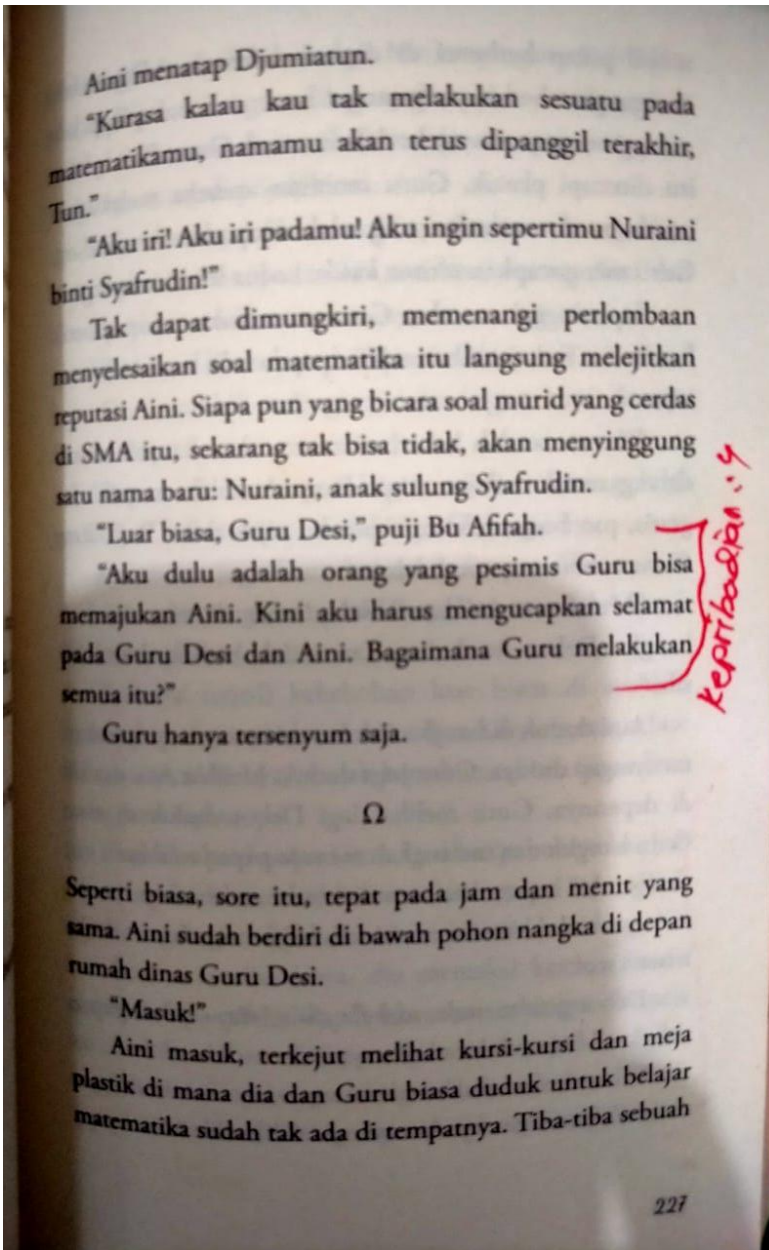 Aini menatap Djumiatun.
“Kurasa kalau kau tak melakukan sesuatu pada
matematikamu, namamu akan terus dipanggil terakhir,
Tun.”
“Aku iri! Aku iri padamu! Aku ingin sepertimu Nuraini
binti Syafrudin!”
Tak dapat dimungkiri, memenangi perlombaan
menyelesaikan soal matematika itu langsung melejitkan
reputasi Aini. Siapa pun yang bicara soal murid yang cerdas
di SMA itu, sekarang tak bisa tidak, akan menyinggung
satu nama baru: Nuraini, anak sulung Syafrudin.
“Luar biasa, Guru Desi,” puji Bu Afifah.
“Aku dulu adalah orang yang pesimis Guru bisa
memajukan Aini. Kini aku harus mengucapkan selamat
pada Guru Desi dan Aini. Bagaimana Guru melakukan
semua itu?”
Guru hanya tersenyum saja.
Ω
Seperti biasa, sore itu, tepat pada jam dan menit yang
sama. Aini sudah berdiri di bawah pohon nangka di depan
rumah dinas Guru Desi.
“Masuk!”
Aini masuk, terkejut melihat kursi-kursi dan meja
plastik di mana dia dan Guru biasa duduk untuk belajar
matematika sudah tak ada di tempatnya. Tiba-tiba sebuah
227
kepribadian : 4